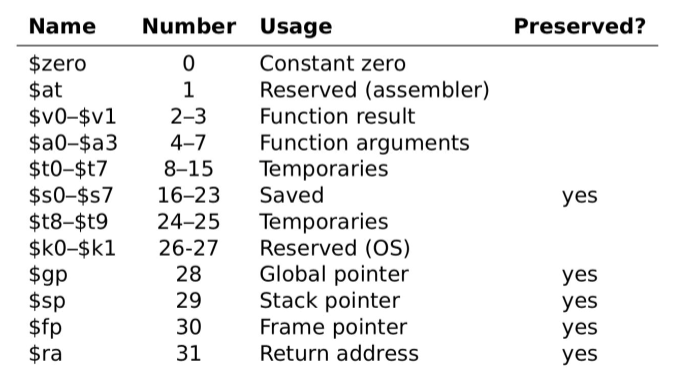 Name Number Usage Preserved?
$zero 0 Constant zero
$at 1 Reserved (assembler)
$v0–$v1 2–3 Function result
$a0–$a3 4–7 Function arguments
$t0–$t7 8–15 Temporaries
$s0–$s7 16–23 Saved yes
$t8–$t9 24–25 Temporaries
$k0–$k1 26-27 Reserved (OS)
$gp 28 Global pointer yes
$sp 29 Stack pointer yes
$fp 30 Frame pointer yes
$ra 31 Return address yes